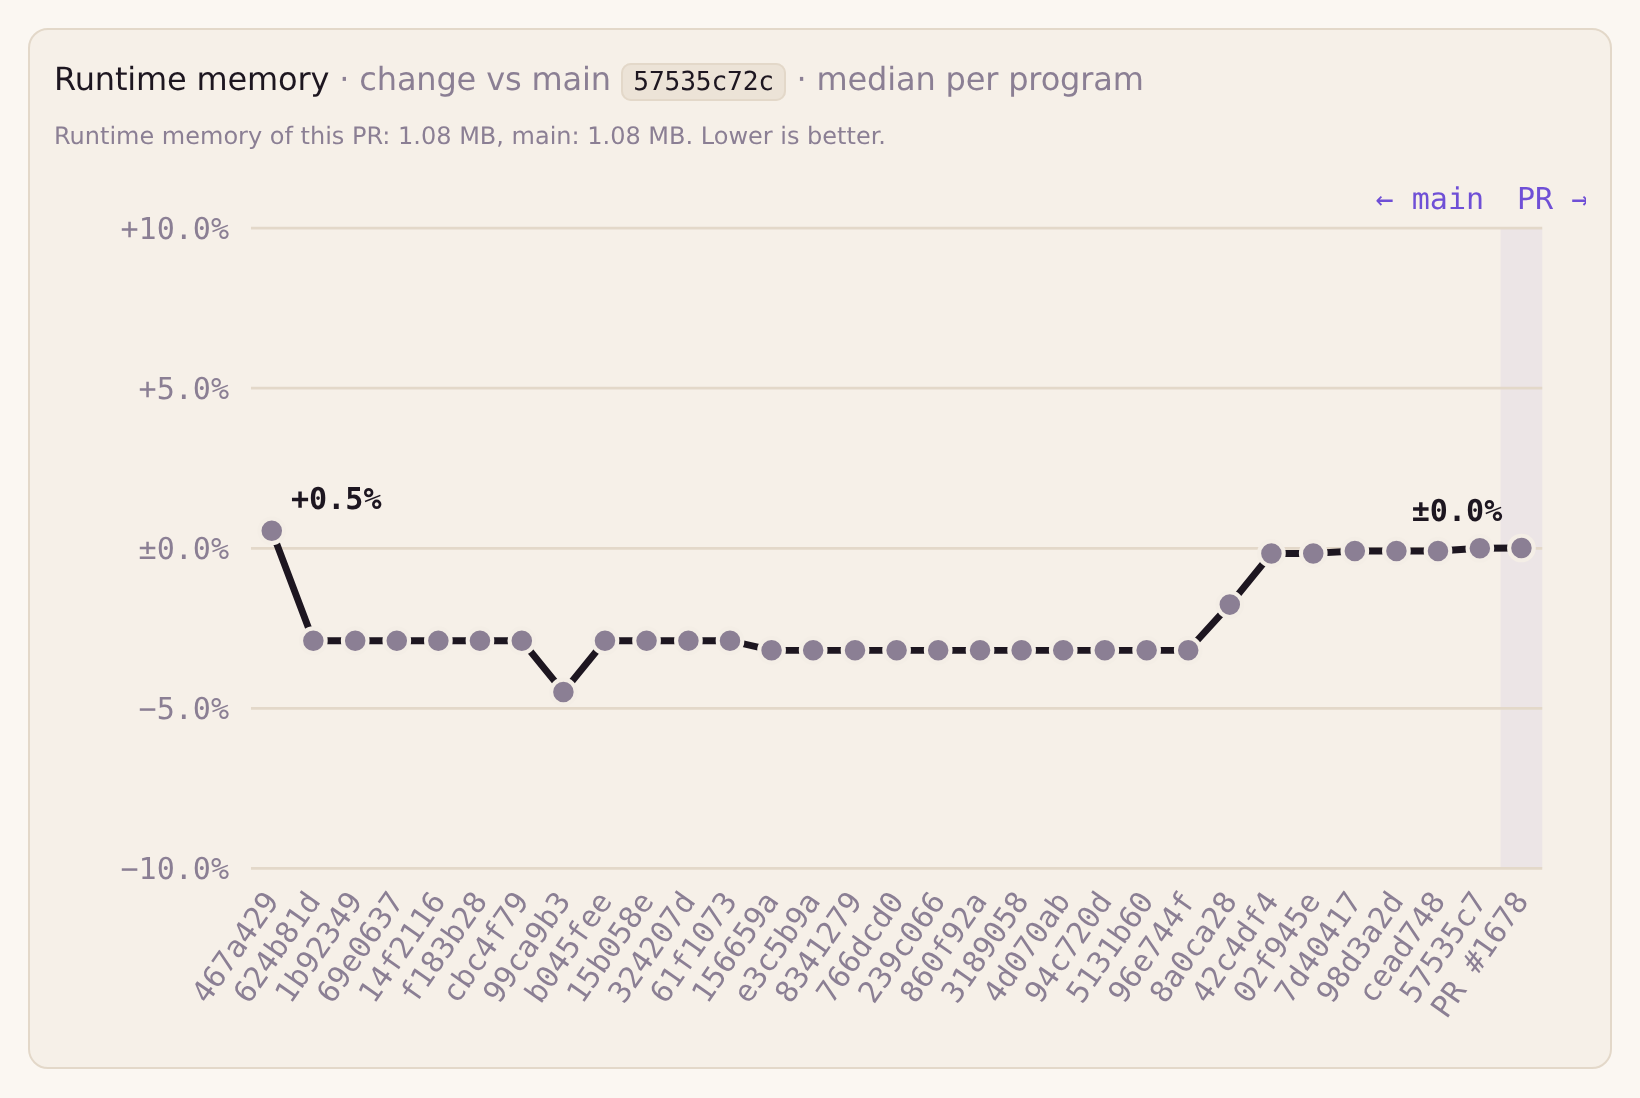 Runtime memory · change vs main 57535c72c · median per program
Runtime memory of this PR: 1.08 MB, main: 1.08 MB. Lower is better.
← main PR →
+10.0%
+5.0%
±0.0%
−5.0%
−10.0%
+0.5%
±0.0%
467a429
624b81d
1b92349
69e0637
14f2116
f183b28
cbc4f79
99ca9b3
b045fee
15b058e
324207d
61f1073
156659a
e3c5b9a
8341279
766dcd0
239c066
860f92a
3189058
4d070ab
94c720d
5131b60
96e744f
8a0ca28
42c4df4
02f945e
7d40417
98d3a2d
cead748
57535c7
PR #1678